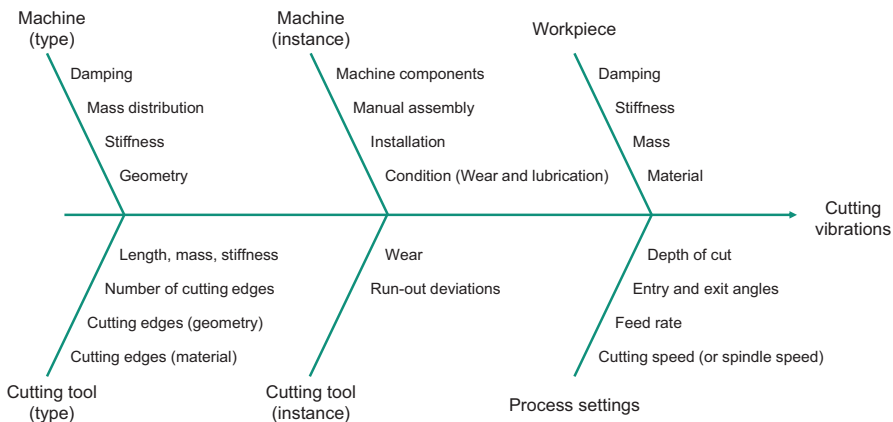 Machine
(type)
Damping
Mass distribution
Stiffness
Geometry
Machine
(instance)
Machine components
Manual assembly
Installation
Condition (Wear and lubrication)
Workpiece
Damping
Stiffness
Mass
Material
Cutting
vibrations
Length, mass, stiffness
Number of cutting edges
Cutting edges (geometry)
Cutting edges (material)
Cutting tool
(type)
Wear
Run-out deviations
Cutting tool
(instance)
Depth of cut
Entry and exit angles
Feed rate
Cutting speed (or spindle speed)
Process settings